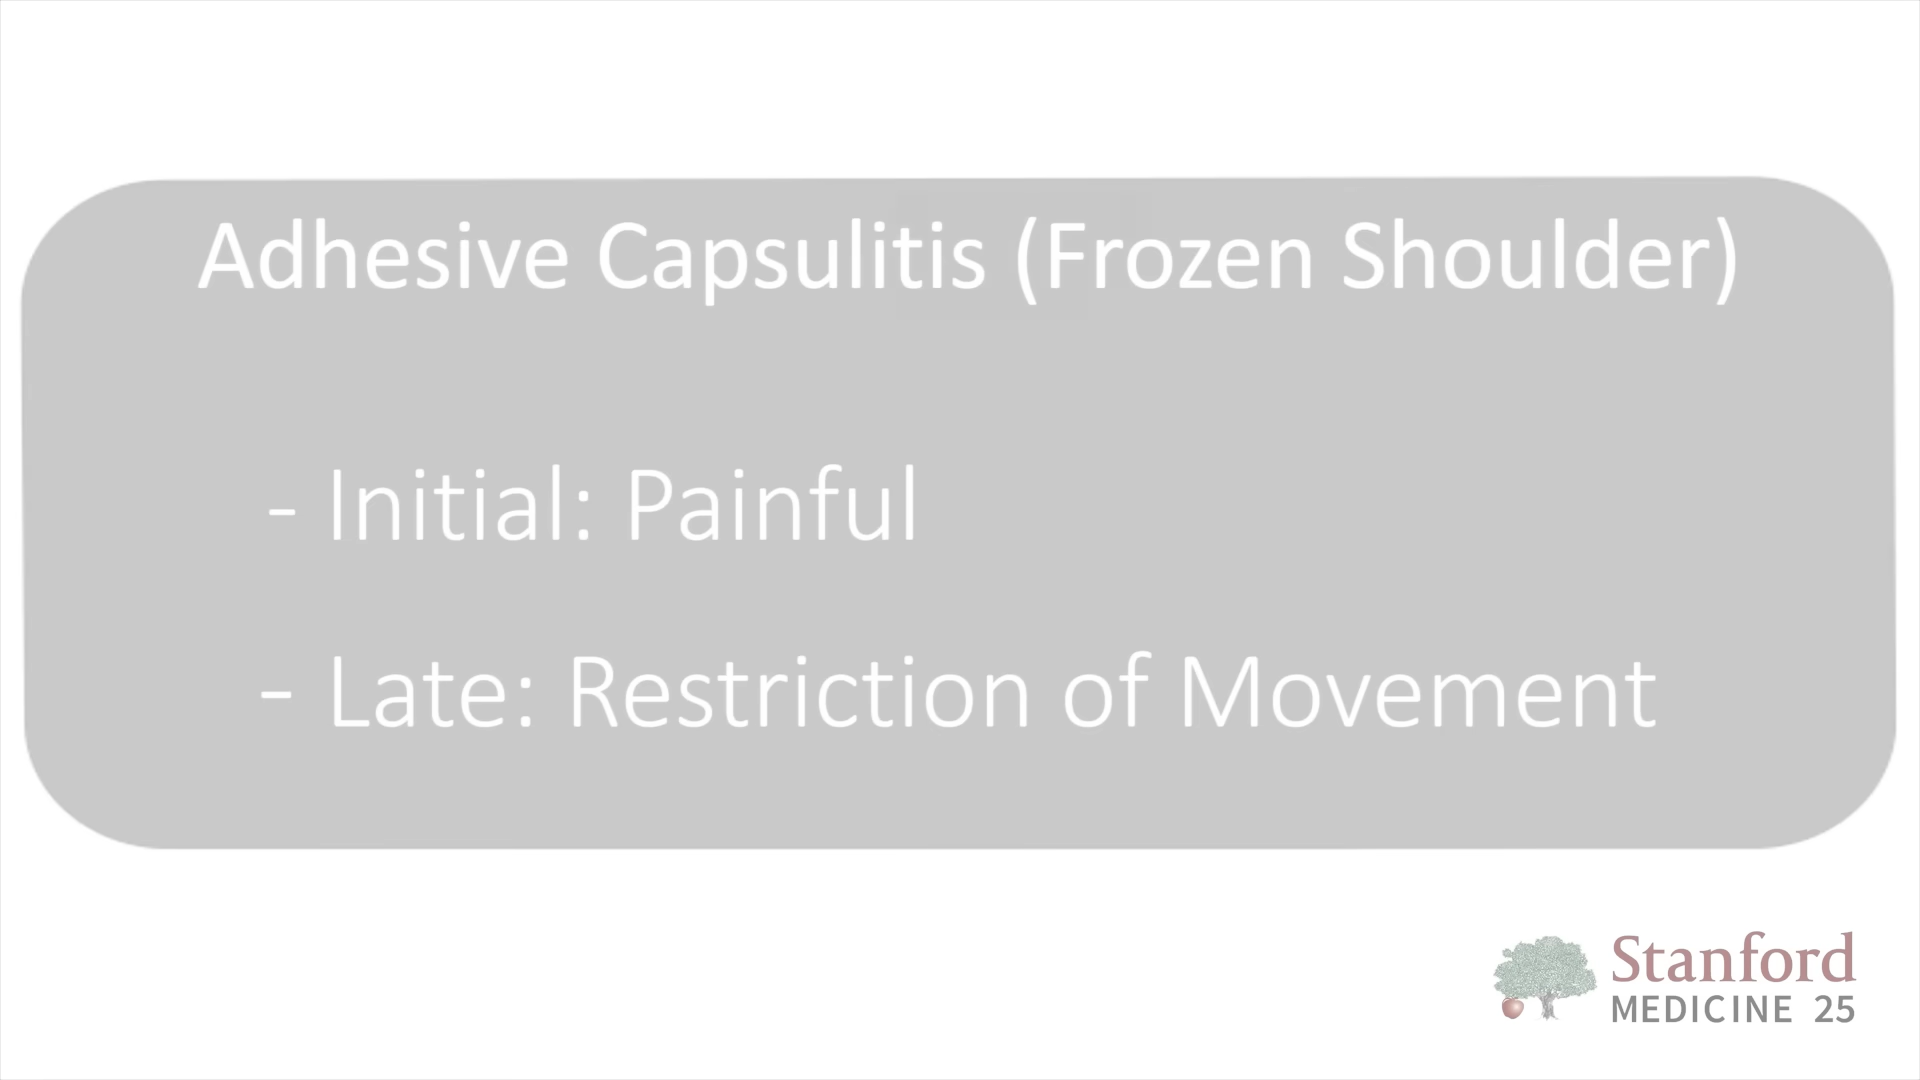 Adhesive Capsulitis (Frozen Shoulder)
- Initial: Painful
- Late: Restriction of Movement
Stanford
MEDICINE 25